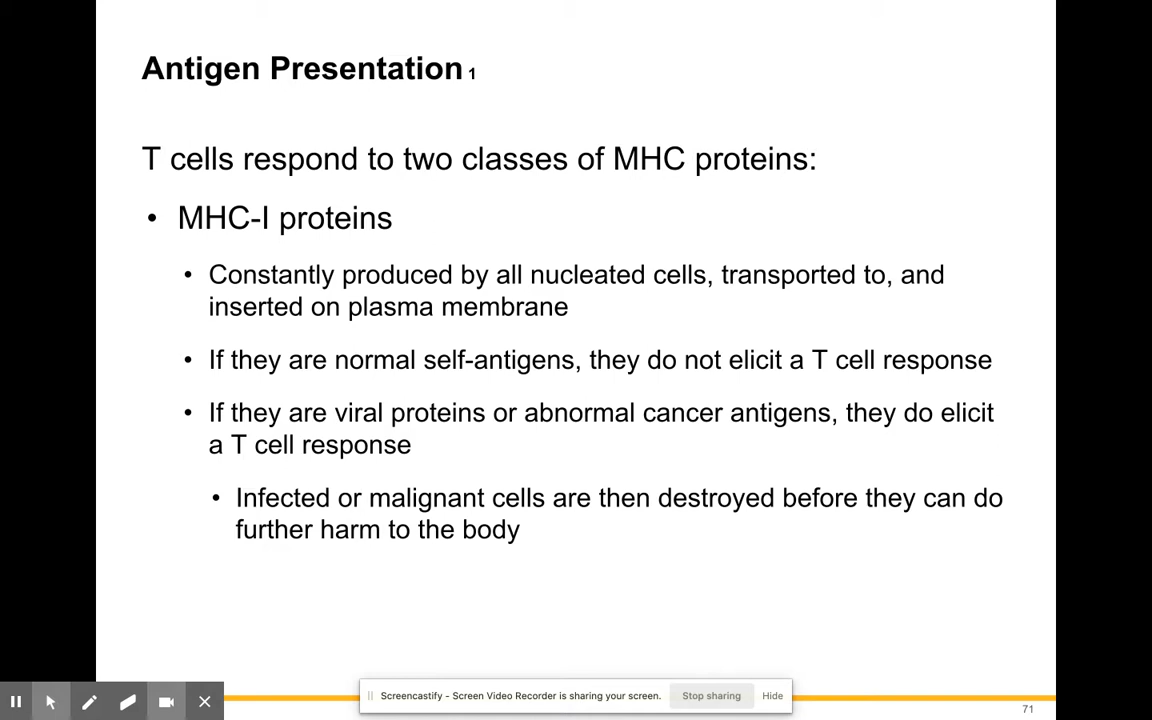 Antigen Presentation 1
T cells respond to two classes of MHC proteins:
• MHC-I proteins
• Constantly produced by all nucleated cells, transported to, and
inserted on plasma membrane
• If they are normal self-antigens, they do not elicit a T cell response
• If they are viral proteins or abnormal cancer antigens, they do elicit
a T cell response
• Infected or malignant cells are then destroyed before they can do
further harm to the body
Screencastify - Screen Video Recorder is sharing your screen. Stop sharing Hide
71